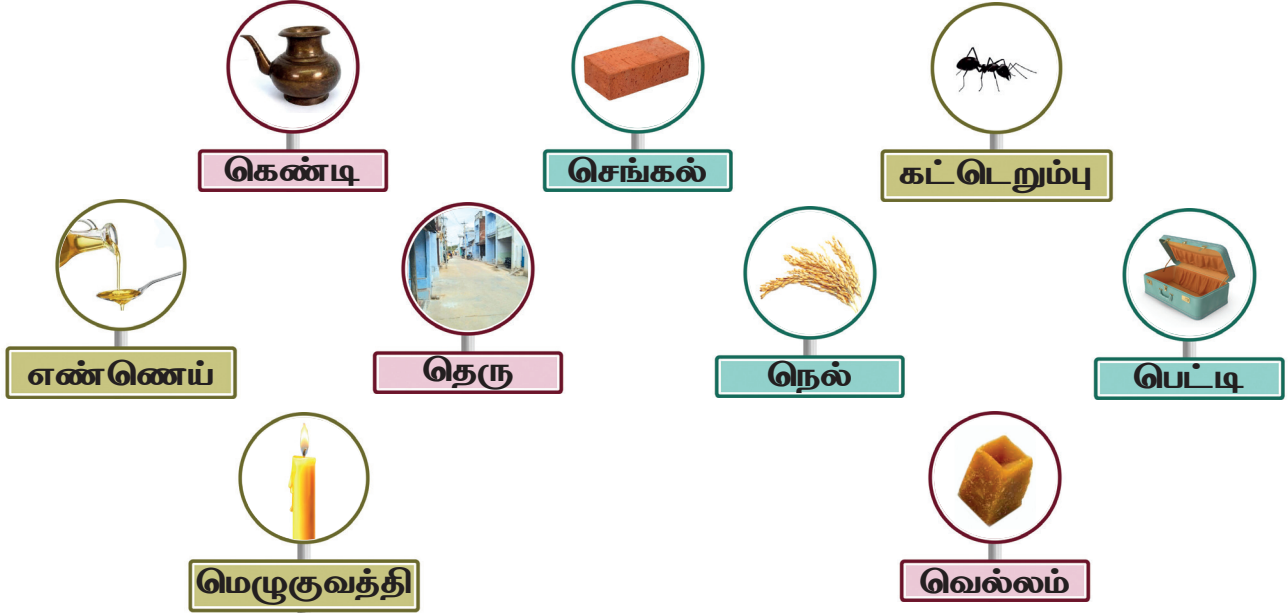 கெண்டி
செங்கல்
கட்டெறும்பு
எண்ணெய்
தெரு
நெல்
பெட்டி
மெழுகுவத்தி
வெல்லம்